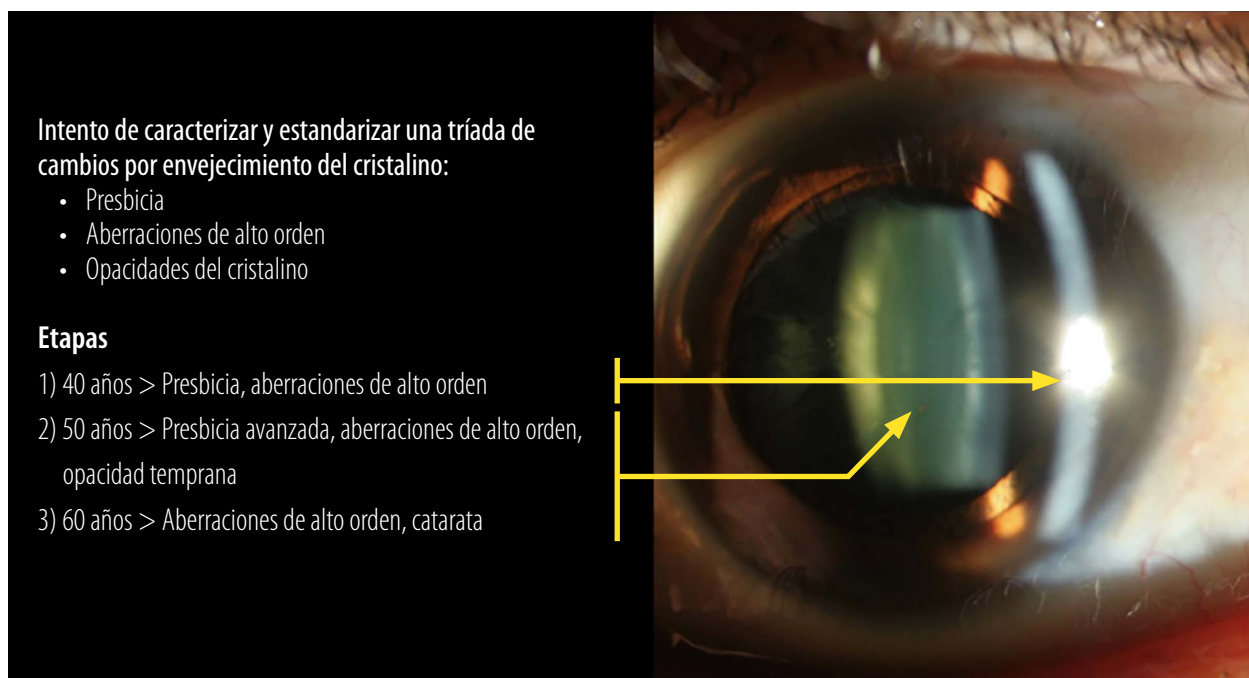 Intento de caracterizar y estandarizar una tríada de
cambios por envejecimiento del cristalino:
• Presbicia
• Aberraciones de alto orden
• Opacidades del cristalino
Etapas
1) 40 años > Presbicia, aberraciones de alto orden
2) 50 años > Presbicia avanzada, aberraciones de alto orden,
opacidad temprana
3) 60 años > Aberraciones de alto orden, catarata